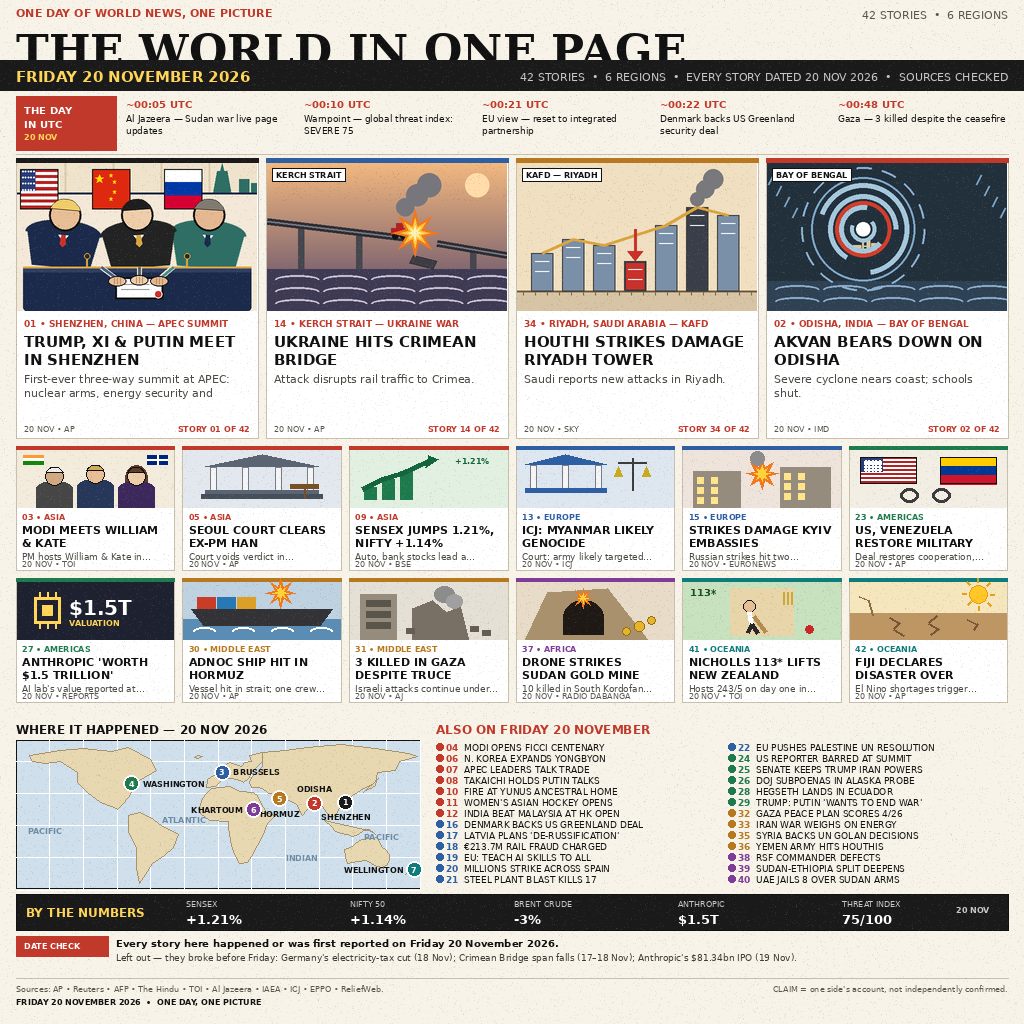 ONE DAY OF WORLD NEWS, ONE PICTURE
42 STORIES • 6 REGIONS
THE WORLD IN ONE PAGE
FRIDAY 20 NOVEMBER 2026
42 STORIES • 6 REGIONS • EVERY STORY DATED 20 NOV 2026 • SOURCES CHECKED
THE DAY
IN UTC
20 NOV
~00:05 UTC
Al Jazeera — Sudan war live page
updates
~00:10 UTC
Warnpoint — global threat index:
SEVERE 75
~00:21 UTC
EU view — reset to integrated
partnership
~00:22 UTC
Denmark backs US Greenland
security deal
~00:48 UTC
Gaza — 3 killed despite the ceasefire
01 • SHENZHEN, CHINA — APEC SUMMIT
TRUMP, XI & PUTIN MEET
IN SHENZHEN
First-ever three-way summit at APEC:
nuclear arms, energy security and
20 NOV • AP
STORY 01 OF 42
KERCH STRAIT
14 • KERCH STRAIT — UKRAINE WAR
UKRAINE HITS CRIMEAN
BRIDGE
Attack disrupts rail traffic to Crimea.
20 NOV • AP
STORY 14 OF 42
KAFD — RIYADH
34 • RIYADH, SAUDI ARABIA — KAFD
HOUTHI STRIKES DAMAGE
RIYADH TOWER
Saudi reports new attacks in Riyadh.
20 NOV • SKY
STORY 34 OF 42
BAY OF BENGAL
02 • ODISHA, INDIA — BAY OF BENGAL
AKVAN BEARS DOWN ON
ODISHA
Severe cyclone nears coast; schools
shut.
20 NOV • IMD
STORY 02 OF 42
03 • ASIA
MODI MEETS WILLIAM
& KATE
PM hosts William & Kate in...
20 NOV • TOI
05 • ASIA
SEOUL COURT CLEARS
EX-PM HAN
Court voids verdict in...
20 NOV • AP
+1.21%
09 • ASIA
SENSEX JUMPS 1.21%,
NIFTY +1.14%
Auto, bank stocks lead a...
20 NOV • BSE
13 • EUROPE
ICJ: MYANMAR LIKELY
GENOCIDE
Court: army likely targeted...
20 NOV • ICJ
15 • EUROPE
STRIKES DAMAGE KYIV
EMBASSIES
Russian strikes hit two...
20 NOV • EURONEWS
23 • AMERICAS
US, VENEZUELA
RESTORE MILITARY
Deal restores cooperation,...
20 NOV • AP
$1.5T
VALUATION
27 • AMERICAS
ANTHROPIC 'WORTH
$1.5 TRILLION'
AI lab's value reported at...
20 NOV • REPORTS
30 • MIDDLE EAST
ADNOC SHIP HIT IN
HORMUZ
Vessel hit in strait; one crew...
20 NOV • AP
31 • MIDDLE EAST
3 KILLED IN GAZA
DESPITE TRUCE
Israeli attacks continue under...
20 NOV • AJ
37 • AFRICA
DRONE STRIKES
SUDAN GOLD MINE
10 killed in South Kordofan...
20 NOV • RADIO DABANGA
113*
41 • OCEANIA
NICHOLLS 113* LIFTS
NEW ZEALAND
Hosts 243/5 on day one in...
20 NOV • TOI
42 • OCEANIA
FIJI DECLARES
DISASTER OVER
El Nino shortages trigger...
20 NOV • AP
WHERE IT HAPPENED — 20 NOV 2026
4 WASHINGTON
3 BRUSSELS
5 HORMUZ
KHARTOUM 6
ODISHA 2
1 SHENZHEN
WELLINGTON 7
PACIFIC
ATLANTIC
INDIAN
PACIFIC
ALSO ON FRIDAY 20 NOVEMBER
04 MODI OPENS FICCI CENTENARY
06 N. KOREA EXPANDS YONGBYON
07 APEC LEADERS TALK TRADE
08 TAKAICHI HOLDS PUTIN TALKS
10 FIRE AT YUNUS ANCESTRAL HOME
11 WOMEN'S ASIAN HOCKEY OPENS
12 INDIA BEAT MALAYSIA AT HK OPEN
16 DENMARK BACKS US GREENLAND DEAL
17 LATVIA PLANS 'DE-RUSSIFICATION'
18 €213.7M RAIL FRAUD CHARGED
19 EU: TEACH AI SKILLS TO ALL
20 MILLIONS STRIKE ACROSS SPAIN
21 STEEL PLANT BLAST KILLS 17
22 EU PUSHES PALESTINE UN RESOLUTION
24 US REPORTER BARRED AT SUMMIT
25 SENATE KEEPS TRUMP IRAN POWERS
26 DOJ SUBPOENAS IN ALASKA PROBE
28 HEGSETH LANDS IN ECUADOR
29 TRUMP: PUTIN 'WANTS TO END WAR'
32 GAZA PEACE PLAN SCORES 4/26
33 IRAN WAR WEIGHS ON ENERGY
35 SYRIA BACKS UN GOLAN DECISIONS
36 YEMEN ARMY HITS HOUTHIS
38 RSF COMMANDER DEFECTS
39 SUDAN-ETHIOPIA SPLIT DEEPENS
40 UAE JAILS 8 OVER SUDAN ARMS
BY THE NUMBERS
SENSEX
+1.21%
NIFTY 50
+1.14%
BRENT CRUDE
-3%
ANTHROPIC
$1.5T
THREAT INDEX
75/100
20 NOV
DATE CHECK
Every story here happened or was first reported on Friday 20 November 2026.
Left out — they broke before Friday: Germany's electricity-tax cut (18 Nov); Crimean Bridge span falls (17–18 Nov); Anthropic's $81.34bn IPO (19 Nov).
Sources: AP • Reuters • AFP • The Hindu • TOI • Al Jazeera • IAEA • ICJ • EPPO • ReliefWeb.
CLAIM = one side's account, not independently confirmed.
FRIDAY 20 NOVEMBER 2026 • ONE DAY, ONE PICTURE